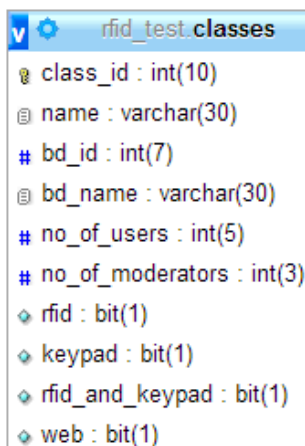 v rfid_test.classes
class_id : int(10)
name : varchar(30)
# bd_id : int(7)
bd_name : varchar(30)
# no_of_users : int(5)
# no_of_moderators : int(3)
rfid : bit(1)
keypad : bit(1)
rfid_and_keypad : bit(1)
web : bit(1)